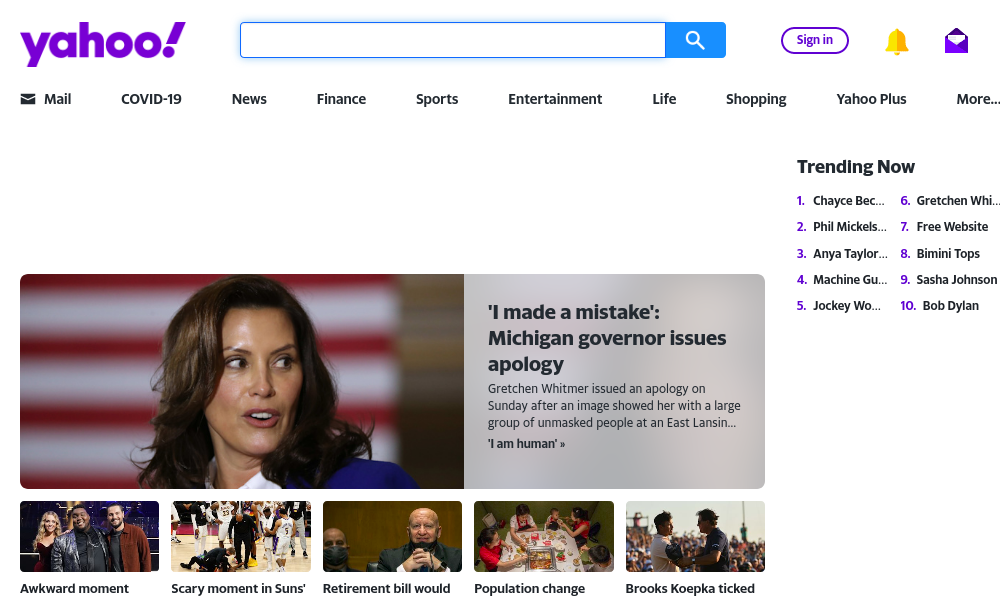 yahoo!
Sign in
Mail
COVID-19
News
Finance
Sports
Entertainment
Life
Shopping
Yahoo Plus
More...
'I made a mistake':
Michigan governor issues
apology
Gretchen Whitmer issued an apology on
Sunday after an image showed her with a large
group of unmasked people at an East Lansin...
'I am human' »
Awkward moment
Scary moment in Suns'
Retirement bill would
Population change
Brooks Koepka ticked
Trending Now
1. Chayce Bec...
2. Phil Mickels...
3. Anya Taylor...
4. Machine Gu...
5. Jockey Wo...
6. Gretchen Whi...
7. Free Website
8. Bimini Tops
9. Sasha Johnson
10. Bob Dylan